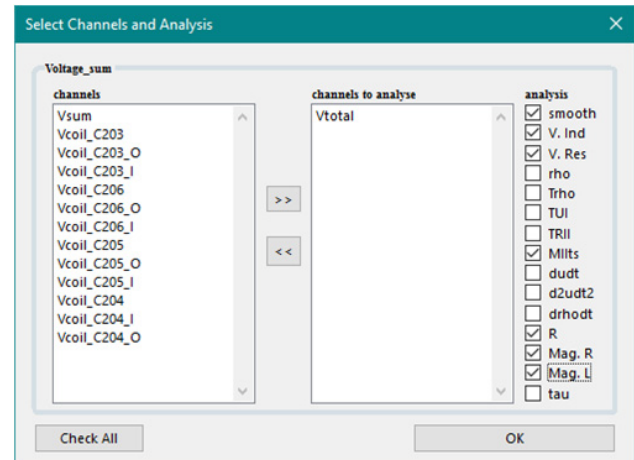 Select Channels and Analysis
Voltage_sum
channels
Vsum
Vcoil_C203
Vcoil_C203_O
Vcoil_C203_I
Vcoil_C206
Vcoil_C206_O
Vcoil_C206_I
Vcoil_C205
Vcoil_C205_O
Vcoil_C205_I
Vcoil_C204
Vcoil_C204_I
Vcoil_C204_O
>>
<<
channels to analyse
Vtotal
analysis
smooth
V. Ind
V. Res
rho
Trho
TUI
TRII
MIIts
dudt
d2udt2
drhodt
R
Mag. R
Mag. L
tau
Check All
OK